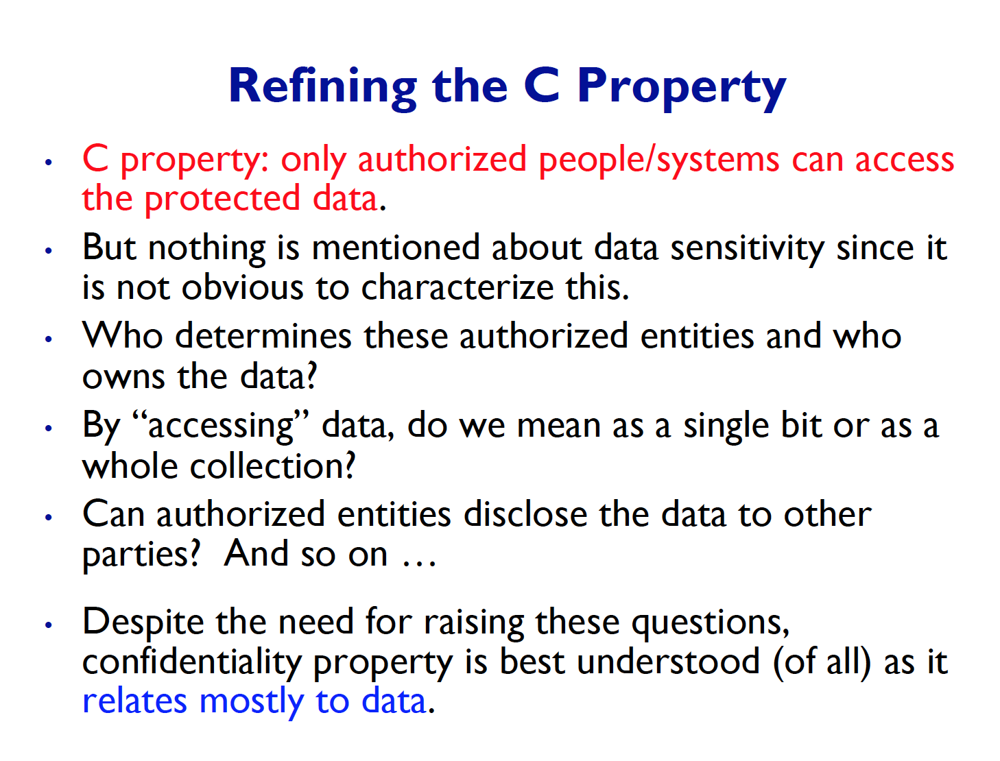 Refining the C Property
• C property: only authorized people/systems can access
the protected data.
• But nothing is mentioned about data sensitivity since it
is not obvious to characterize this.
• Who determines these authorized entities and who
owns the data?
• By “accessing” data, do we mean as a single bit or as a
whole collection?
• Can authorized entities disclose the data to other
parties?  And so on …
• Despite the need for raising these questions,
confidentiality property is best understood (of all) as it
relates mostly to data.